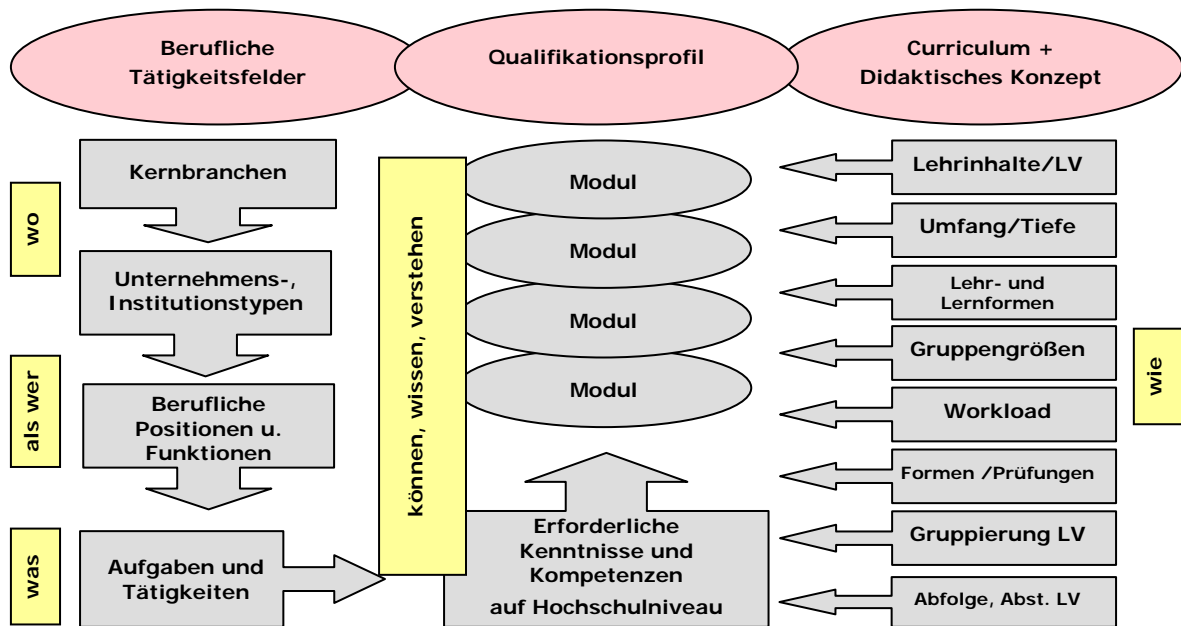 Berufliche
Tätigkeitsfelder
Qualifikationsprofil
Curriculum +
Didaktisches Konzept
wo
als wer
was
Kernbranchen
Unternehmens-,
Institutionstypen
Berufliche
Positionen u.
Funktionen
Aufgaben und
Tätigkeiten
können, wissen, verstehen
Modul
Modul
Modul
Modul
Erforderliche
Kenntnisse und
Kompetenzen
auf Hochschulniveau
Lehrinhalte/LV
Umfang/Tiefe
Lehr- und
Lernformen
Gruppengrößen
Workload
Formen /Prüfungen
Gruppierung LV
Abfolge, Abst. LV
wie